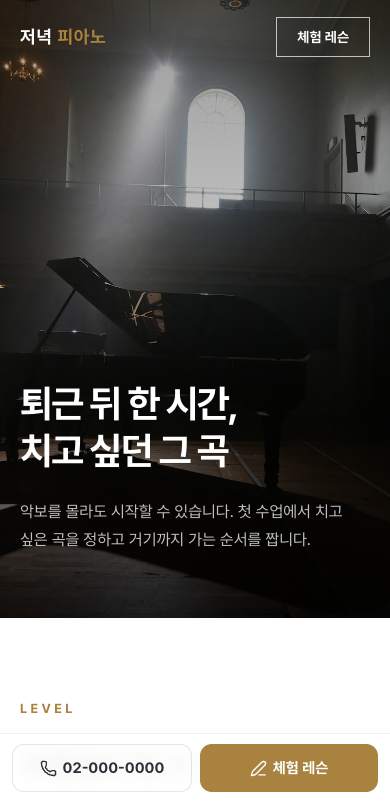 저녁 피아노
체험 레슨
퇴근 뒤 한 시간,
치고 싶던 그 곡
악보를 몰라도 시작할 수 있습니다. 첫 수업에서 치고
싶은 곡을 정하고 거기까지 가는 순서를 짭니다.
LEVEL
02-000-0000
체험 레슨